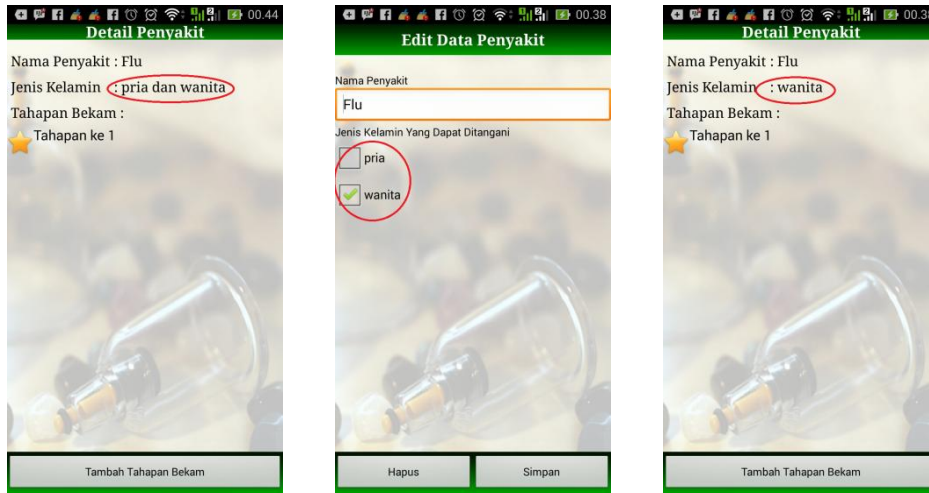 00.44
Detail Penyakit
Nama Penyakit : Flu
Jenis Kelamin : pria dan wanita
Tahapan Bekam :
Tahapan ke 1
Tambah Tahapan Bekam
00.38
Edit Data Penyakit
Nama Penyakit
Flu
Jenis Kelamin Yang Dapat Ditangani
pria
wanita
Hapus
Simpan
00.38
Detail Penyakit
Nama Penyakit : Flu
Jenis Kelamin : wanita
Tahapan Bekam :
Tahapan ke 1
Tambah Tahapan Bekam